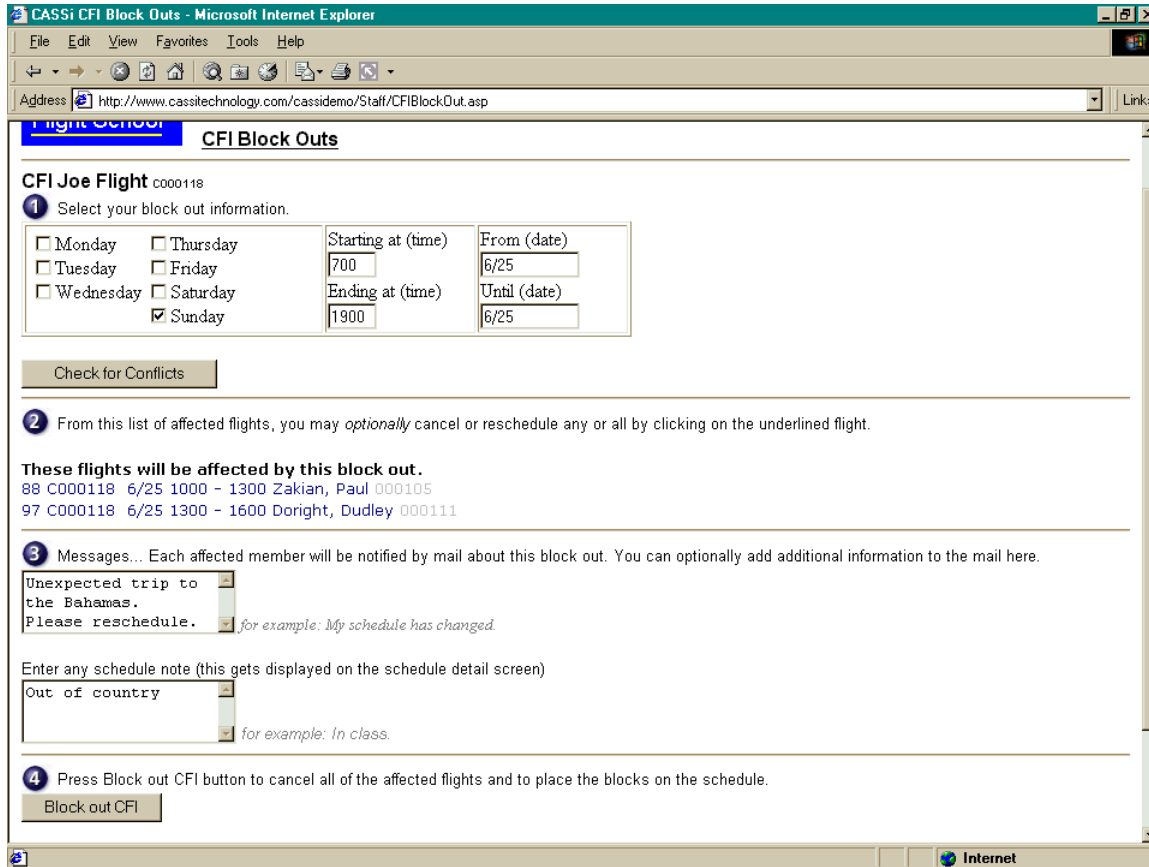 CASSi CFI Block Outs - Microsoft Internet Explorer
File Edit View Favorites Tools Help
Address http://www.cassitechnology.com/cassidemo/Staff/CFIBlockOut.asp Links
Flight School
CFI Block Outs
CFI Joe Flight C000118
1 Select your block out information.
Monday Thursday Starting at (time) From (date)
Tuesday Friday 700 6/25
Wednesday Saturday Ending at (time) Until (date)
Sunday 1900 6/25
Check for Conflicts
2 From this list of affected flights, you may optionally cancel or reschedule any or all by clicking on the underlined flight.
These flights will be affected by this block out.
88 C000118 6/25 1000 - 1300 Zakian, Paul 000105
97 C000118 6/25 1300 - 1600 Doright, Dudley 000111
3 Messages... Each affected member will be notified by mail about this block out. You can optionally add additional information to the mail here.
Unexpected trip to
the Bahamas.
Please reschedule. for example: My schedule has changed.
Enter any schedule note (this gets displayed on the schedule detail screen)
Out of country
for example: In class.
4 Press Block out CFI button to cancel all of the affected flights and to place the blocks on the schedule.
Block out CFI
Internet